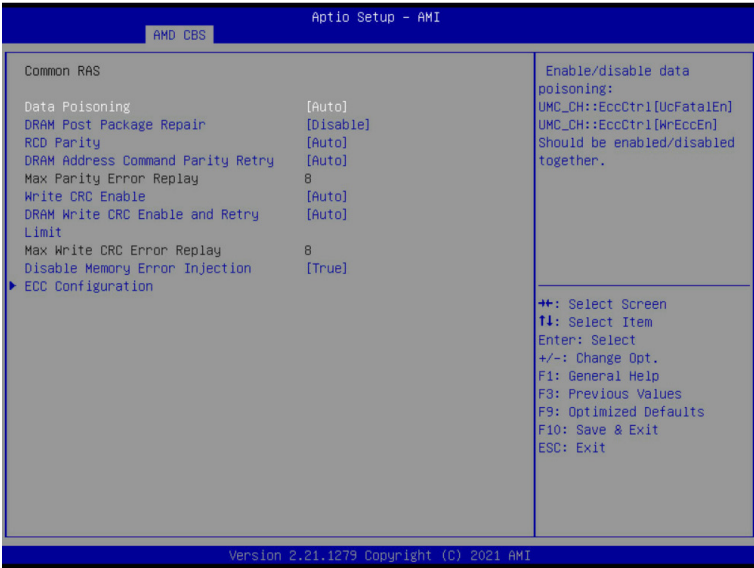 Aptio Setup – AMI
AMD CBS
Common RAS
Data Poisoning [Auto]
DRAM Post Package Repair [Disable]
RCD Parity [Auto]
DRAM Address Command Parity Retry [Auto]
Max Parity Error Replay 8
Write CRC Enable [Auto]
DRAM Write CRC Enable and Retry [Auto]
Limit
Max Write CRC Error Replay 8
Disable Memory Error Injection [True]
ECC Configuration
Enable/disable data
poisoning:
UMC_CH::EccCtrl[UcFatalEn]
UMC_CH::EccCtrl[WrEccEn]
Should be enabled/disabled
together.
→←: Select Screen
↑↓: Select Item
Enter: Select
+/-: Change Opt.
F1: General Help
F3: Previous Values
F9: Optimized Defaults
F10: Save & Exit
ESC: Exit
Version 2.21.1279 Copyright (C) 2021 AMI